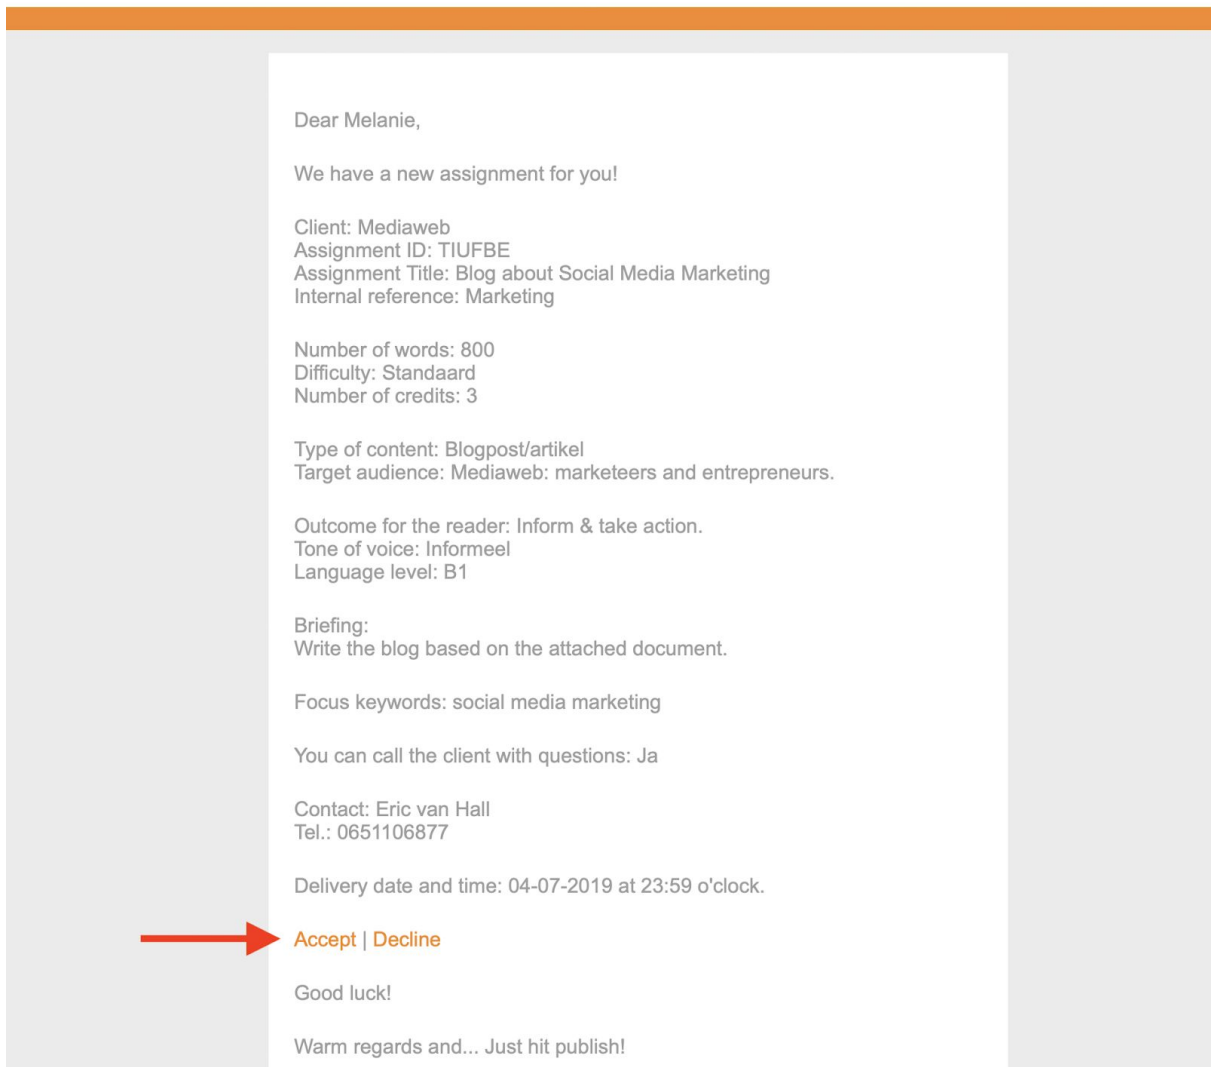 Dear Melanie,
We have a new assignment for you!
Client: Mediaweb
Assignment ID: TIUFBE
Assignment Title: Blog about Social Media Marketing
Internal reference: Marketing
Number of words: 800
Difficulty: Standaard
Number of credits: 3
Type of content: Blogpost/artikel
Target audience: Mediaweb: marketeers and entrepreneurs.
Outcome for the reader: Inform & take action.
Tone of voice: Informeel
Language level: B1
Briefing:
Write the blog based on the attached document.
Focus keywords: social media marketing
You can call the client with questions: Ja
Contact: Eric van Hall
Tel.: 0651106877
Delivery date and time: 04-07-2019 at 23:59 o'clock.
Accept | Decline
Good luck!
Warm regards and... Just hit publish!